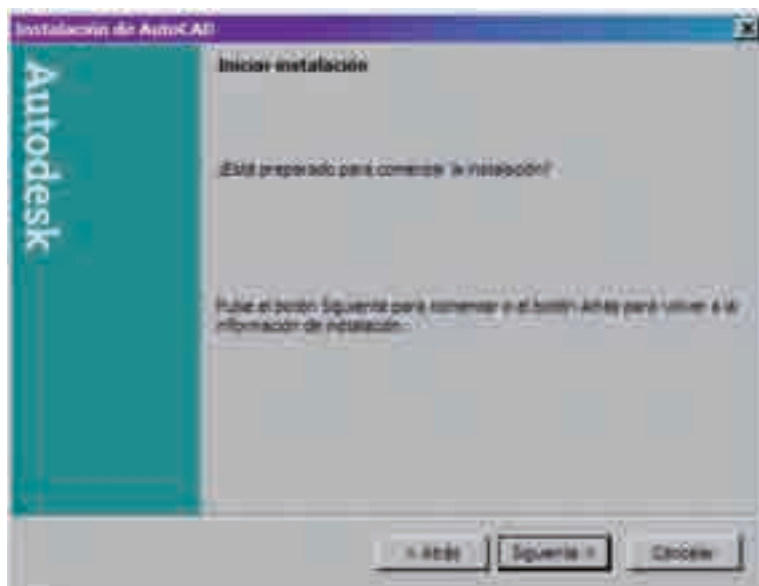 Instalación de AutoCAD
Autodesk
Iniciar instalación
¿Está preparado para comenzar la instalación?
Pulse el botón Siguiente para comenzar o el botón Atrás para volver a la
información de instalación.
< Atrás
Siguiente >
Cancelar